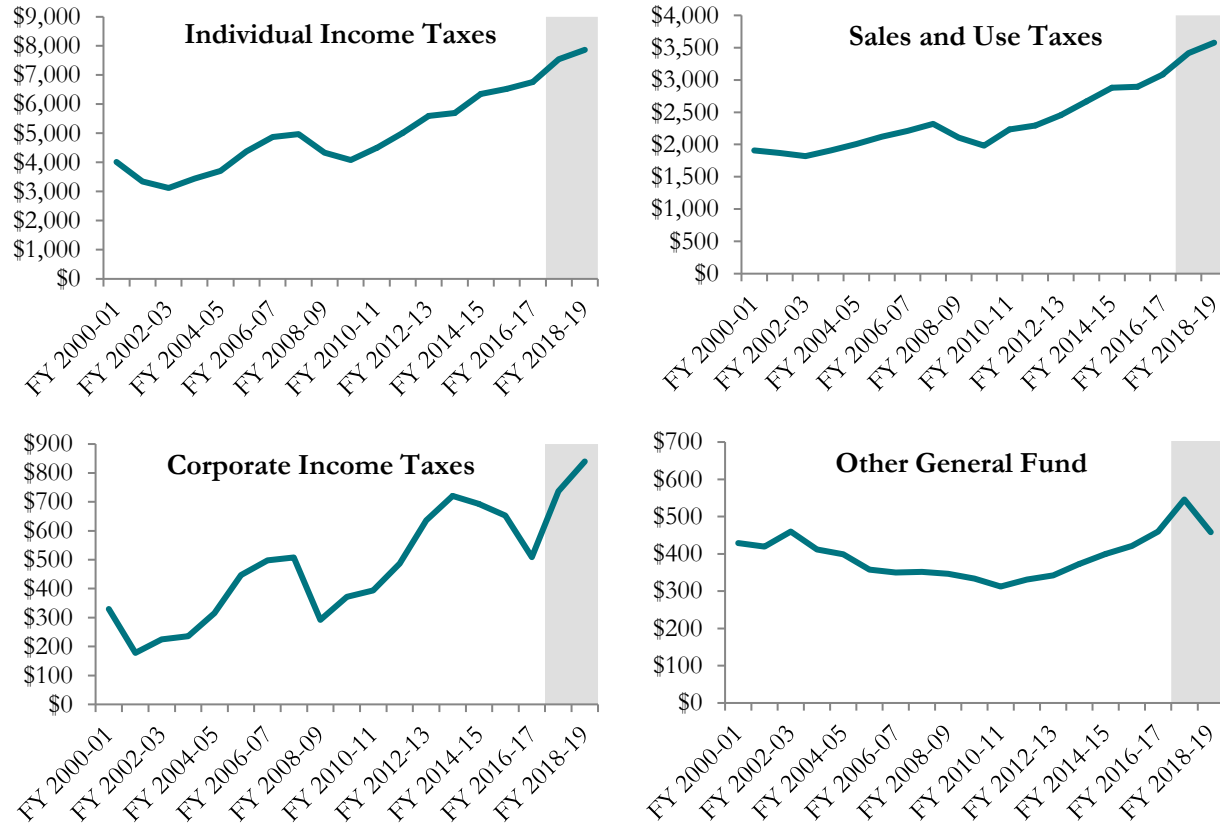 Individual Income Taxes
$9,000
$8,000
$7,000
$6,000
$5,000
$4,000
$3,000
$2,000
$1,000
$0
FY 2000-01
FY 2002-03
FY 2004-05
FY 2006-07
FY 2008-09
FY 2010-11
FY 2012-13
FY 2014-15
FY 2016-17
FY 2018-19
Sales and Use Taxes
$4,000
$3,500
$3,000
$2,500
$2,000
$1,500
$1,000
$500
$0
FY 2000-01
FY 2002-03
FY 2004-05
FY 2006-07
FY 2008-09
FY 2010-11
FY 2012-13
FY 2014-15
FY 2016-17
FY 2018-19
Corporate Income Taxes
$900
$800
$700
$600
$500
$400
$300
$200
$100
$0
FY 2000-01
FY 2002-03
FY 2004-05
FY 2006-07
FY 2008-09
FY 2010-11
FY 2012-13
FY 2014-15
FY 2016-17
FY 2018-19
Other General Fund
$700
$600
$500
$400
$300
$200
$100
$0
FY 2000-01
FY 2002-03
FY 2004-05
FY 2006-07
FY 2008-09
FY 2010-11
FY 2012-13
FY 2014-15
FY 2016-17
FY 2018-19